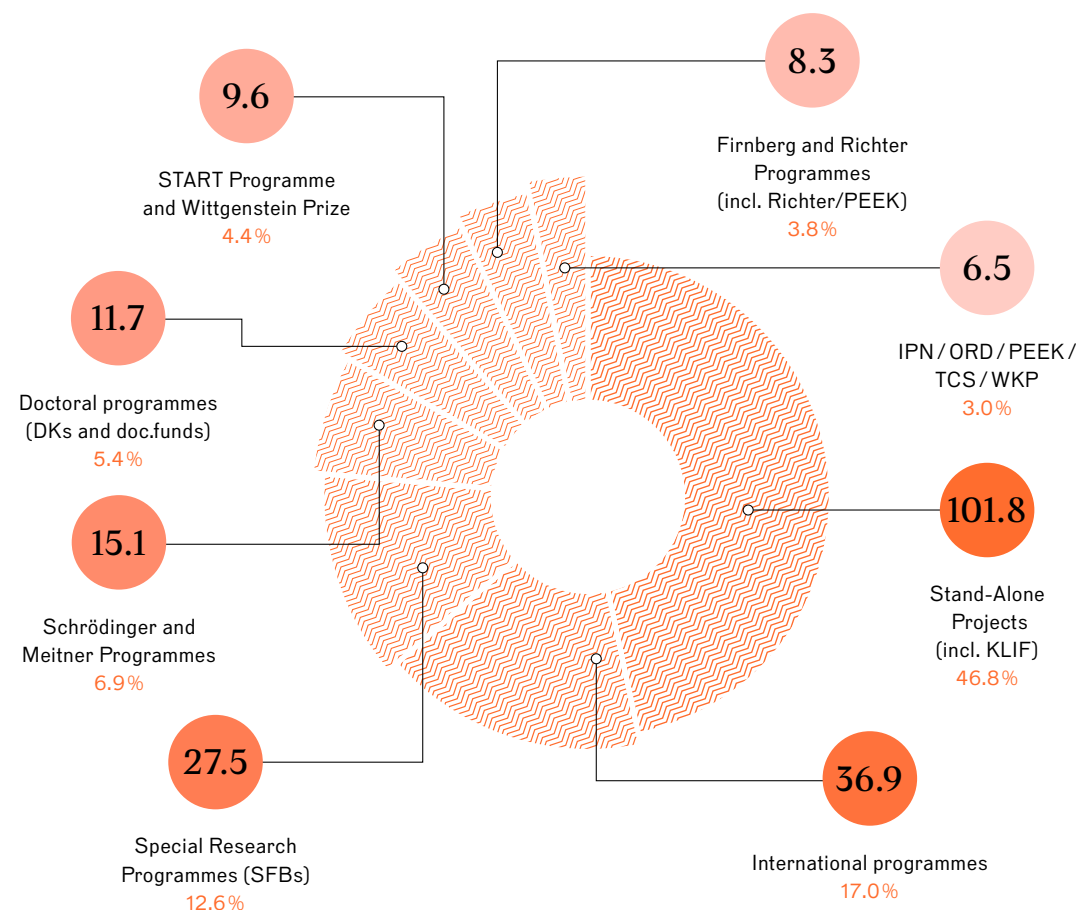 8.3
Firnberg and Richter
Programmes
(incl. Richter/PEEK)
3.8%
9.6
START Programme
and Wittgenstein Prize
4.4%
6.5
IPN / ORD / PEEK /
TCS / WKP
3.0%
11.7
Doctoral programmes
(DKs and doc.funds)
5.4%
101.8
Stand-Alone
Projects
(incl. KLIF)
46.8%
15.1
Schrödinger and
Meitner Programmes
6.9%
27.5
Special Research
Programmes (SFBs)
12.6%
36.9
International programmes
17.0%